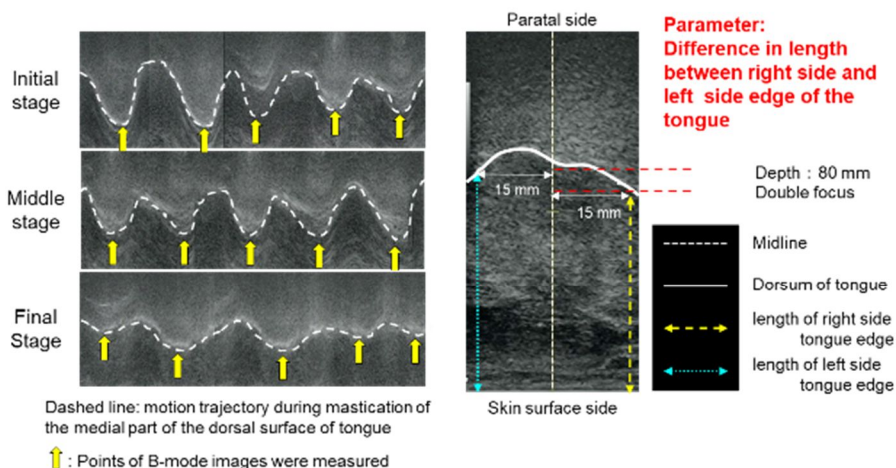 Initial
stage
Middle
stage
Final
Stage
Dashed line: motion trajectory during mastication of
the medial part of the dorsal surface of tongue
: Points of B-mode images were measured
Paratal side
15 mm
15 mm
Skin surface side
Parameter:
Difference in length
between right side and
left side edge of the
tongue
Depth : 80 mm
Double focus
Midline
Dorsum of tongue
length of right side
tongue edge
length of left side
tongue edge